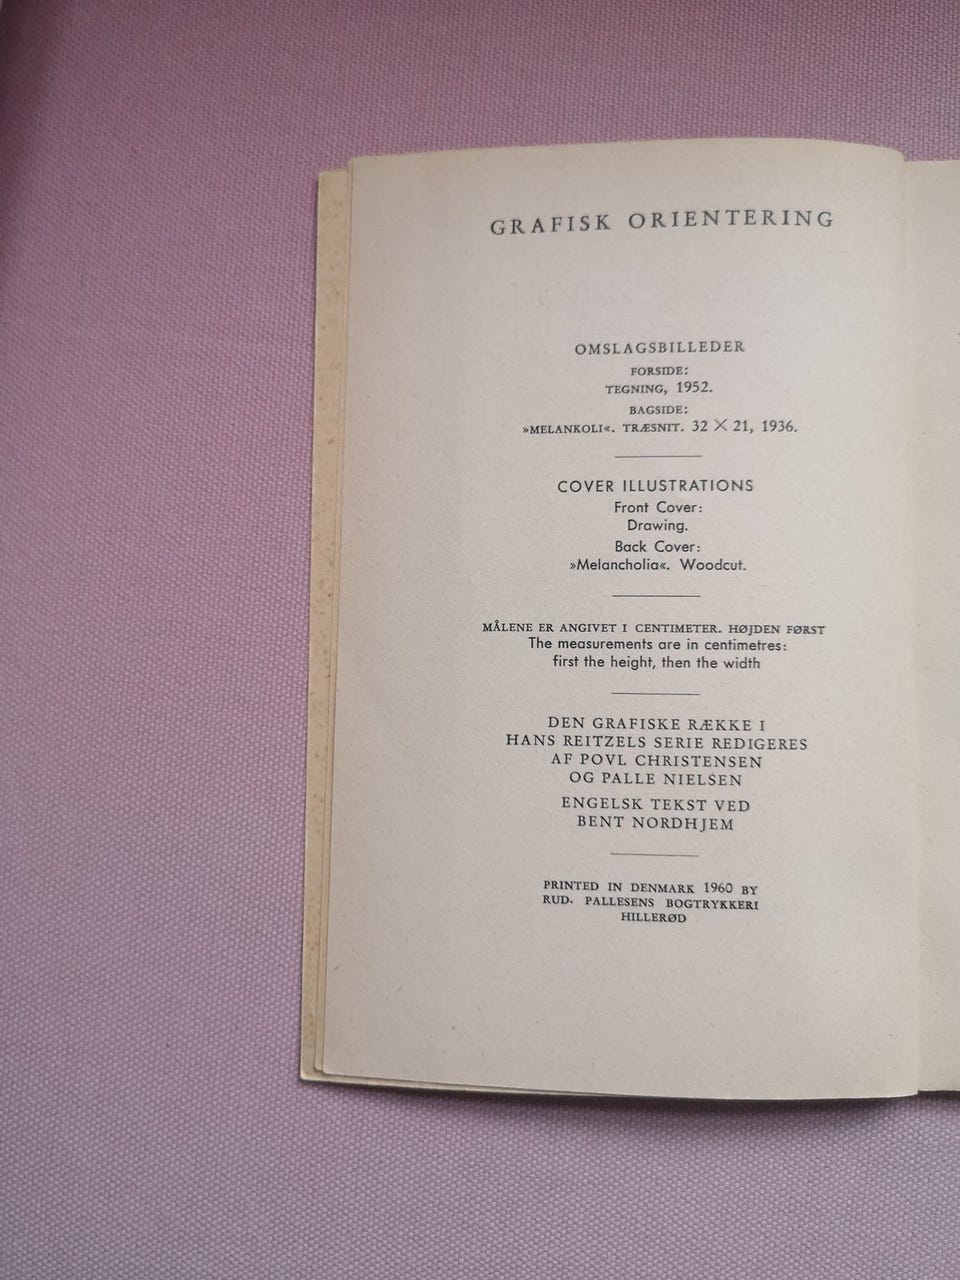 GRAFISK ORIENTERING
OMSLAGSBILLEDER
FORSIDE:
TEGNING, 1952.
BAGSIDE:
»MELANKOLI«. TRÆSNIT. 32 × 21, 1936.
COVER ILLUSTRATIONS
Front Cover:
Drawing.
Back Cover:
»Melancholia«. Woodcut.
MÅLENE ER ANGIVET I CENTIMETER. HØJDEN FØRST
The measurements are in centimetres:
first the height, then the width
DEN GRAFISKE RÆKKE I
HANS REITZELS SERIE REDIGERES
AF POVL CHRISTENSEN
OG PALLE NIELSEN
ENGELSK TEKST VED
BENT NORDHJEM
PRINTED IN DENMARK 1960 BY
RUD. PALLESENS BOGTRYKKERI
HILLERØD